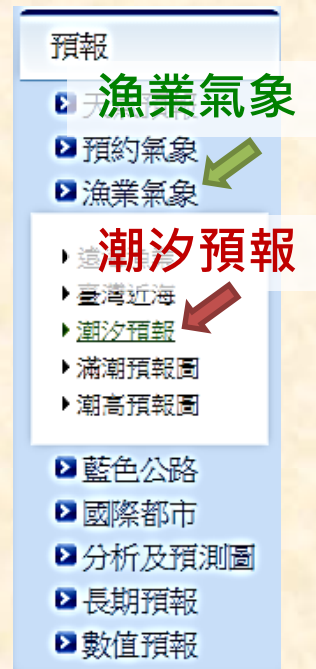 預報
漁業氣象
預約氣象
漁業氣象
潮汐預報
臺灣近海
潮汐預報
滿潮預報圖
潮高預報圖
藍色公路
國際都市
分析及預測圖
長期預報
數值預報